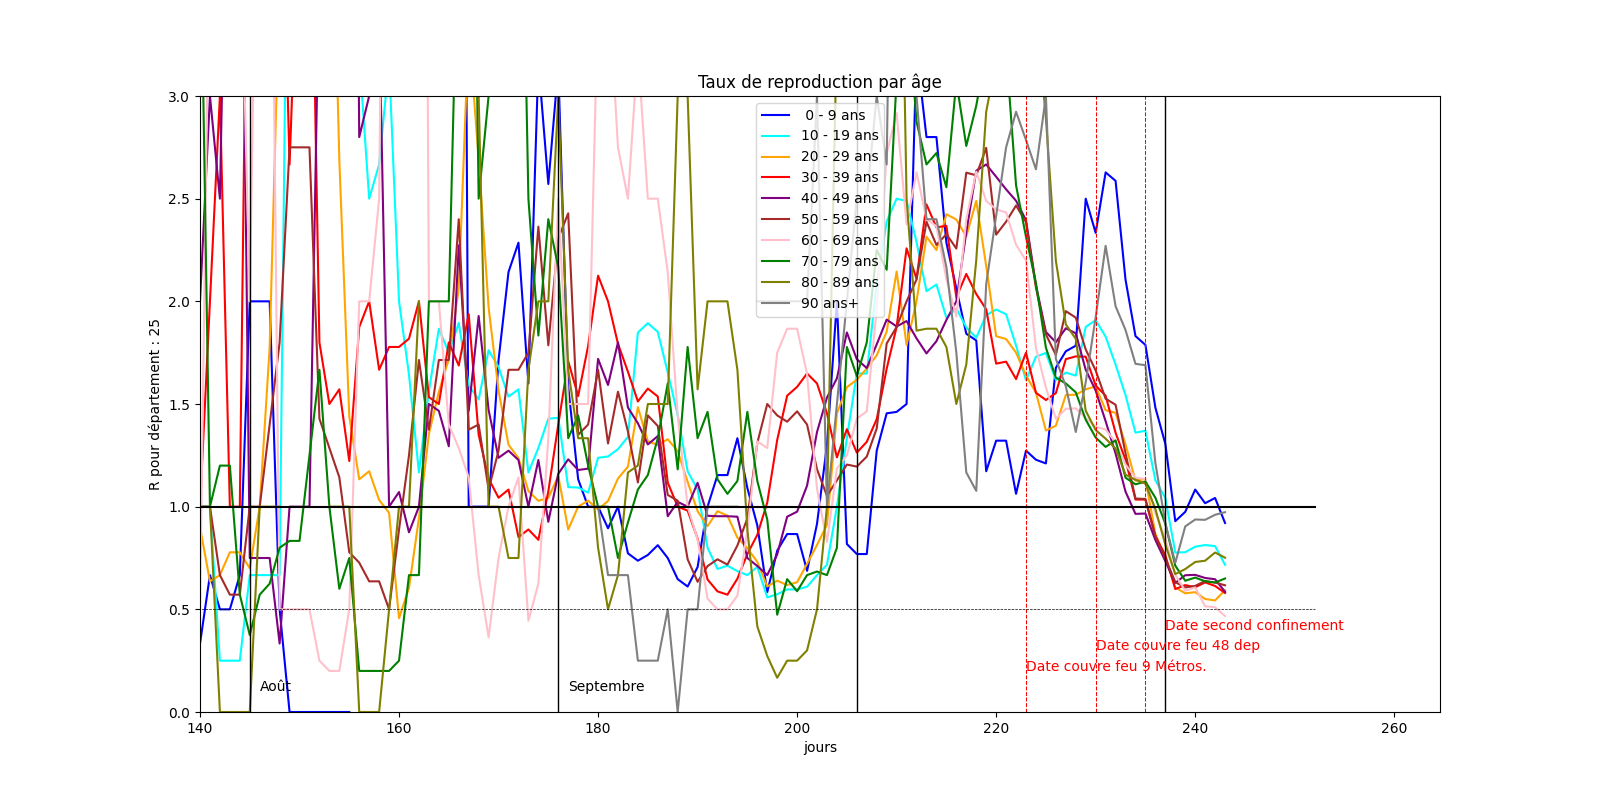 Taux de reproduction par âge
3.0
2.5
2.0
1.5
1.0
0.5
0.0
R pour département : 25
0 - 9 ans
10 - 19 ans
20 - 29 ans
30 - 39 ans
40 - 49 ans
50 - 59 ans
60 - 69 ans
70 - 79 ans
80 - 89 ans
90 ans+
Date second confinement
Date couvre feu 48 dep
Date couvre feu 9 Métros.
Août
Septembre
140
160
180
200
220
240
260
jours